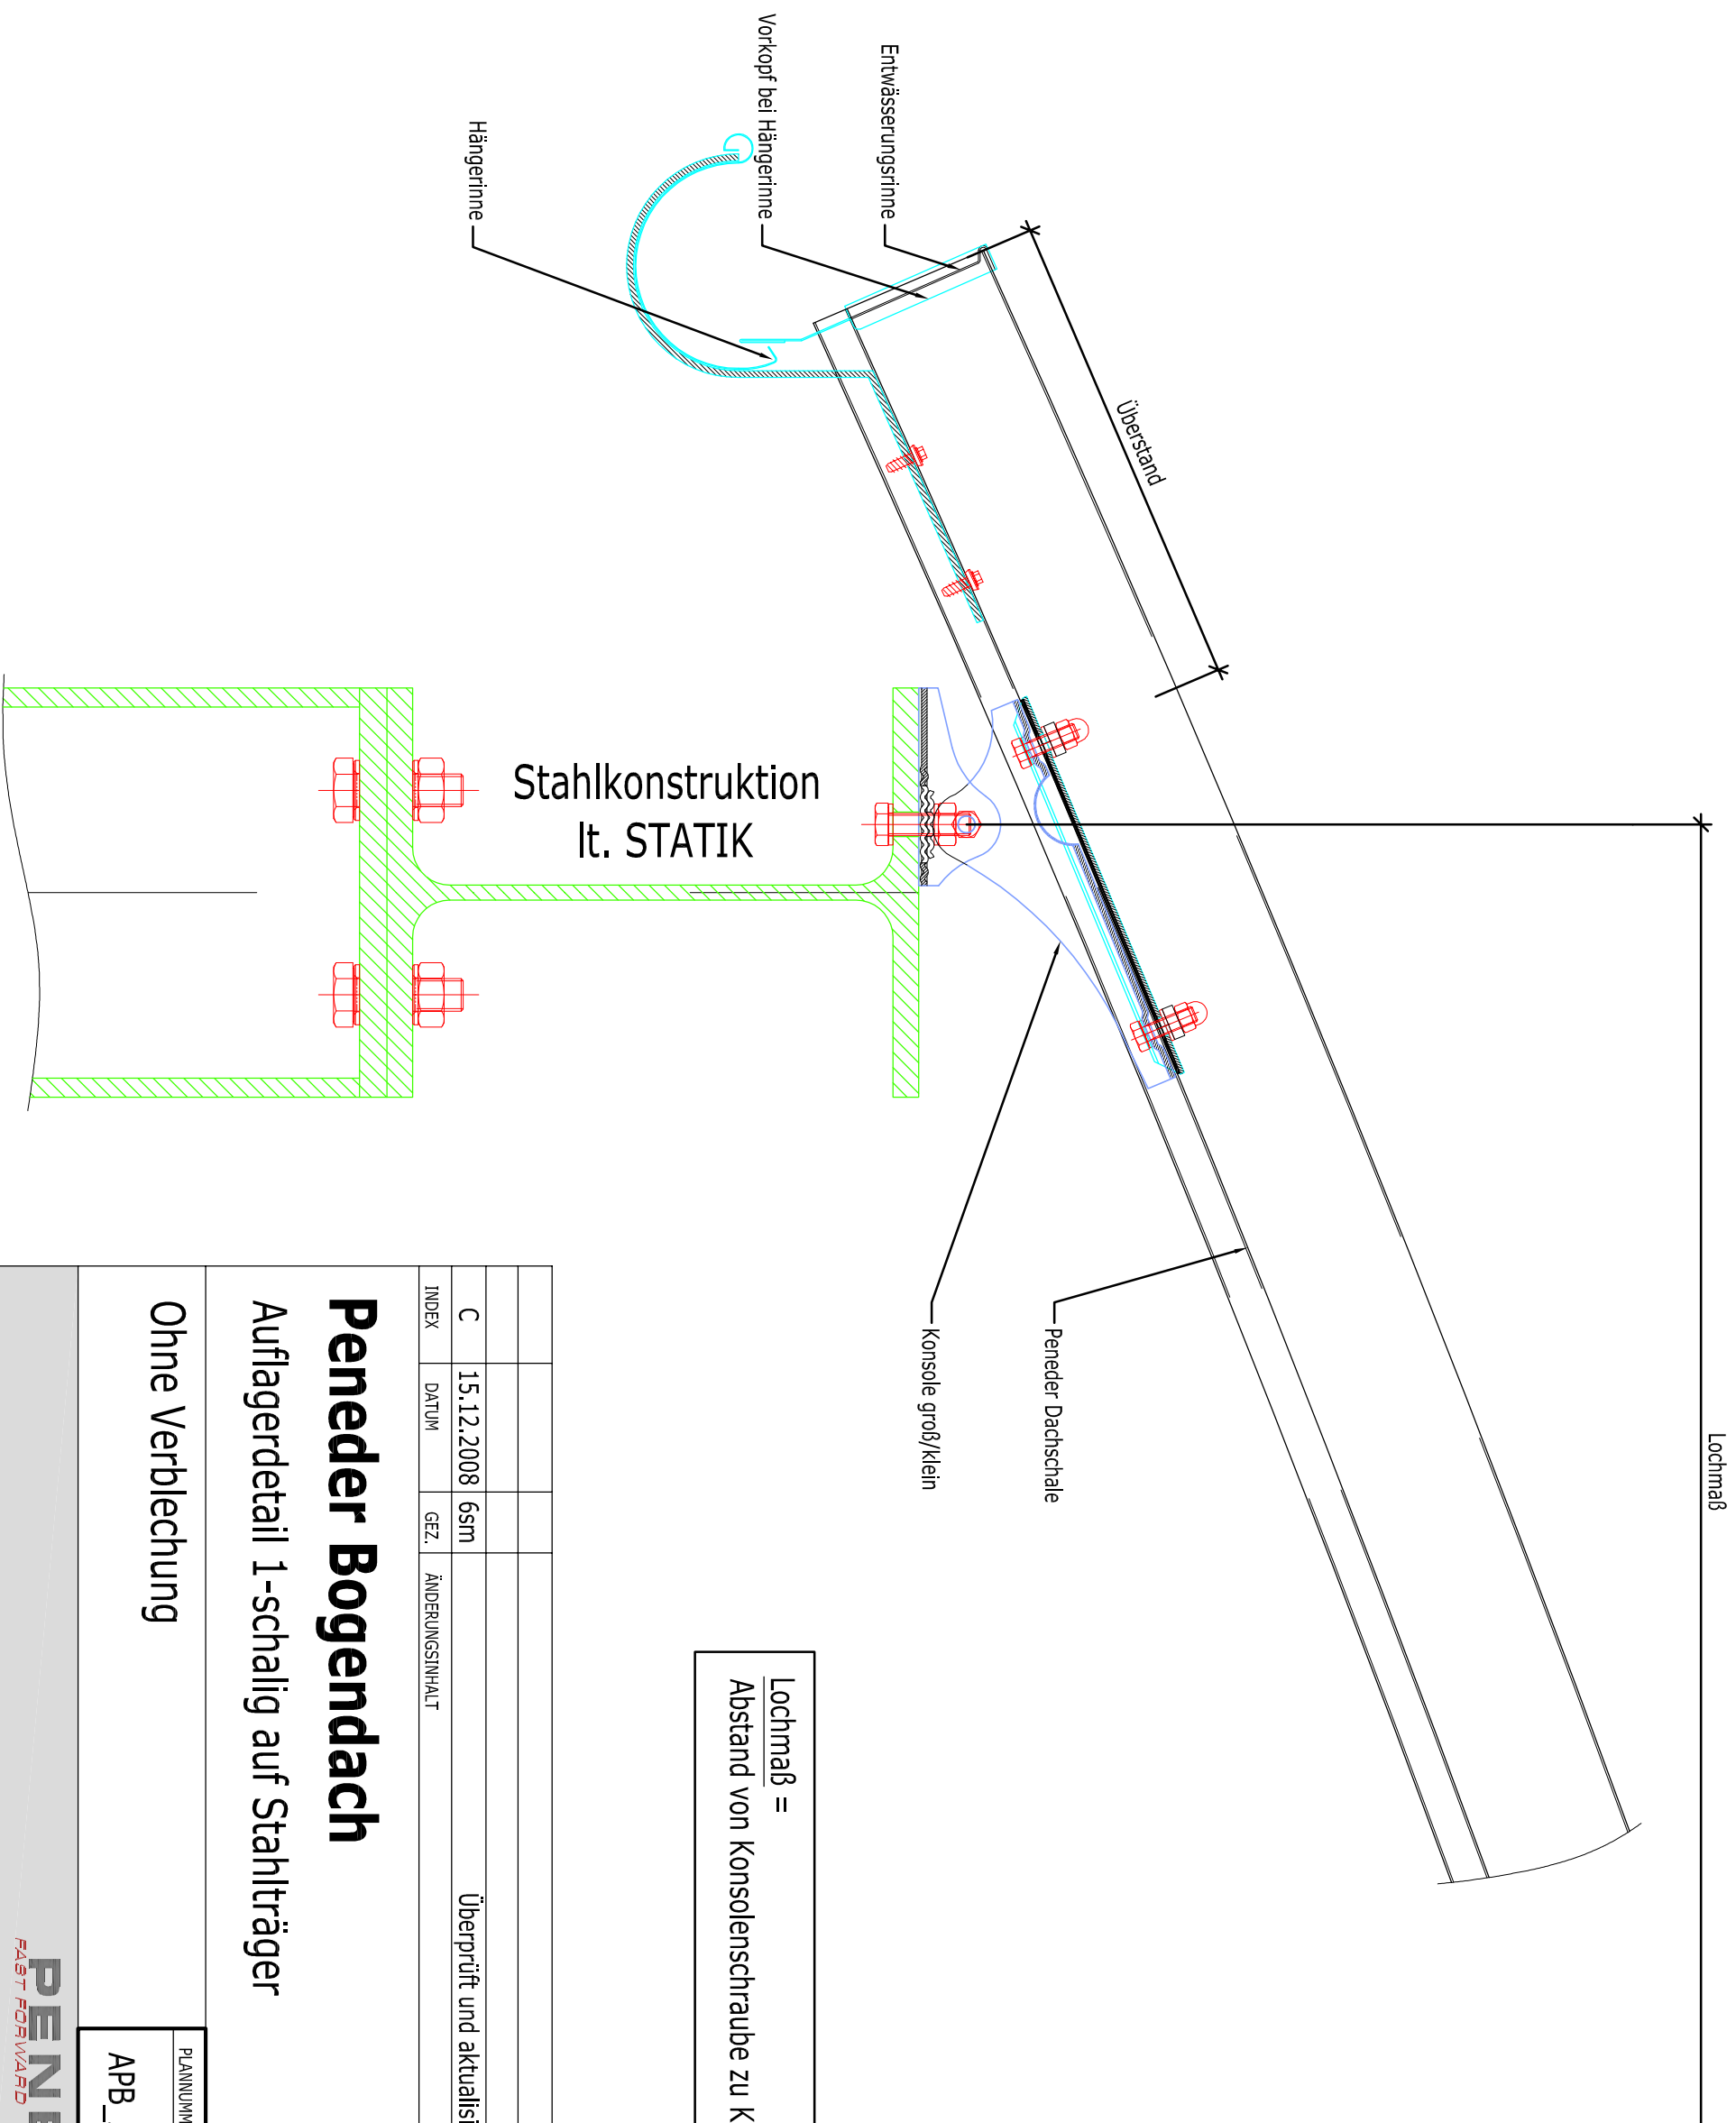 Lochmaß
Überstand
Entwässerungsrinne
Vorkopf bei Hängerinne
Hängerinne
Stahlkonstruktion
lt. STATIK
Peneder Dachschale
Konsole groß/klein
Lochmaß =
Abstand von Konsolenschraube zu K
C 15.12.2008 6sm Überprüft und aktualisi
INDEX DATUM GEZ. ÄNDERUNGSINHALT
Peneder Bogendach
Auflagerdetail 1-schalig auf Stahlträger
Ohne Verblechung
PLANNUMM
APB_
PENE
FAST FORWARD